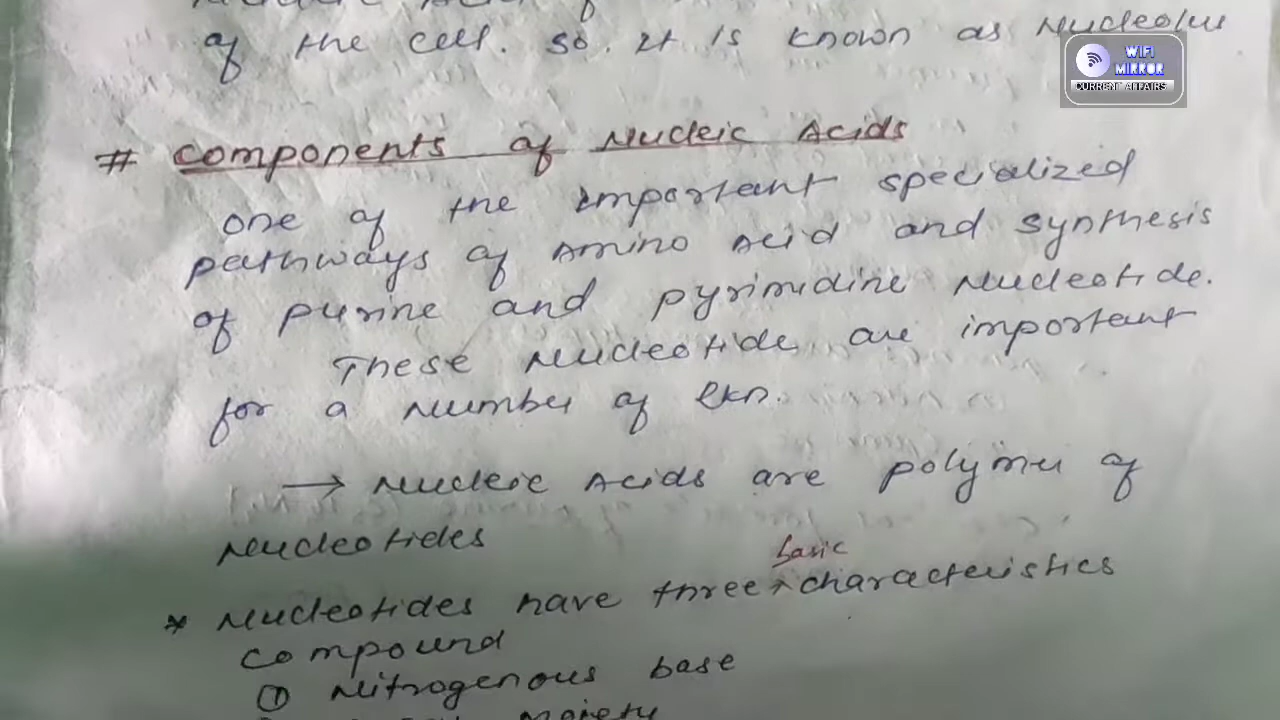 of the cell. so. it is known as Nucleolus
WIFI
MIRROR
CURRENT AFFAIRS
# Components of Nucleic Acids
one of the important specialized
pathways of Amino Acid and synthesis
of purine and pyrimidine Nucleotide.
These Nucleotide are important
for a number of rxn.
→ Nucleic Acids are polymer of
Nucleotides
basic
* Nucleotides have three ^ characteristics
compound
① Nitrogenous base
moiety